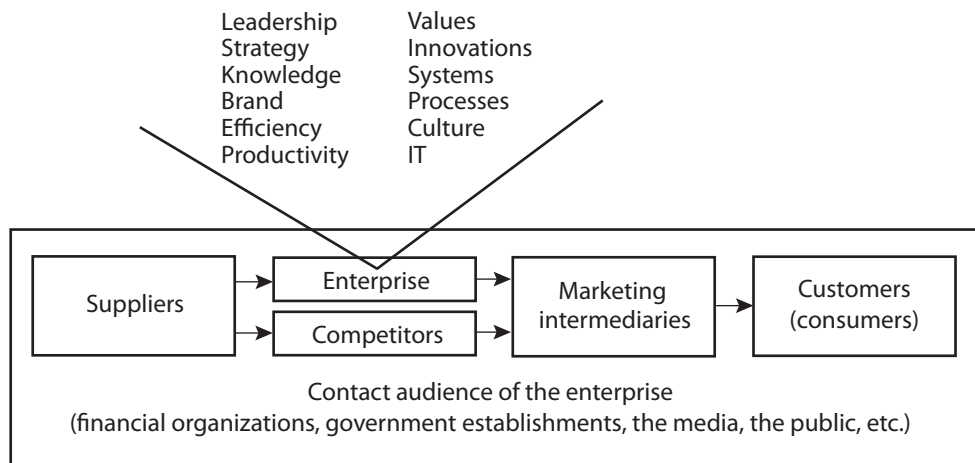 Leadership
Strategy
Knowledge
Brand
Efficiency
Productivity
Values
Innovations
Systems
Processes
Culture
IT
Suppliers
Enterprise
Competitors
Marketing
intermediaries
Customers
(consumers)
Contact audience of the enterprise
(financial organizations, government establishments, the media, the public, etc.)